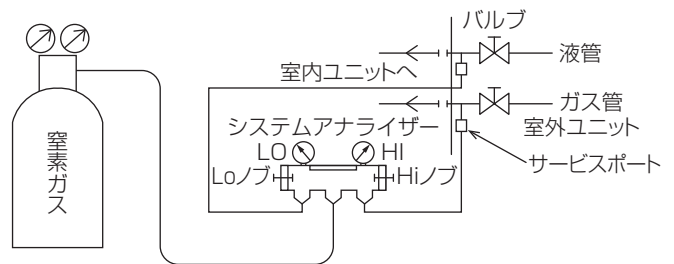 バルブ
液管
室内ユニットへ
ガス管
室外ユニット
システムアナライザー
LO
HI
サービスポート
Loノブ
Hiノブ
窒素ガス